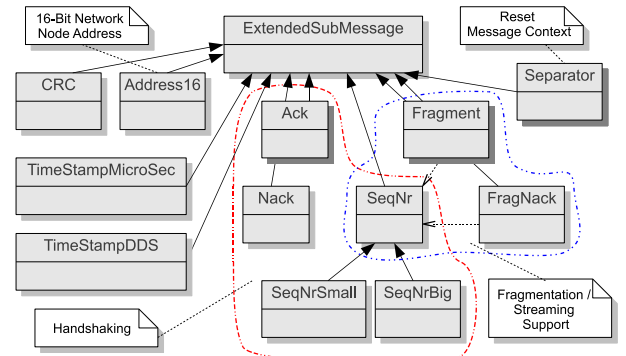 16-Bit Network
Node Address
ExtendedSubMessage
Reset
Message Context
CRC
Address16
Separator
Ack
Fragment
TimeStampMicroSec
Nack
SeqNr
FragNack
TimeStampDDS
SeqNrSmall
SeqNrBig
Fragmentation /
Streaming
Support
Handshaking